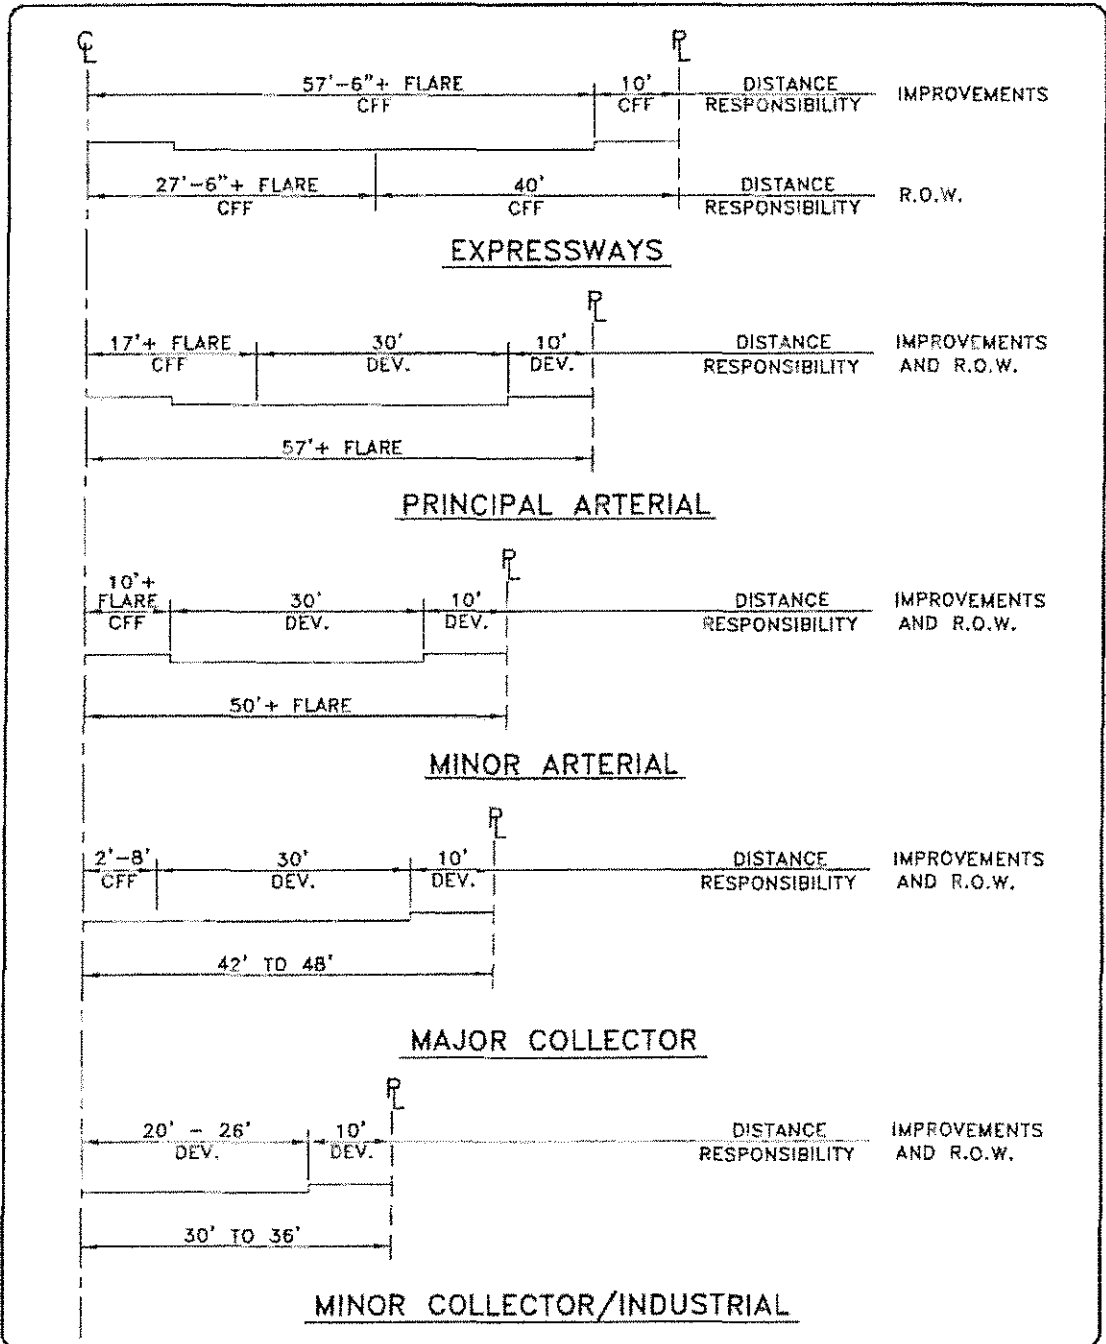 CL PL
57'-6"+ FLARE 10' DISTANCE IMPROVEMENTS
CFF CFF RESPONSIBILITY
27'-6"+ FLARE 40' DISTANCE R.O.W.
CFF CFF RESPONSIBILITY
EXPRESSWAYS
PL
17'+ FLARE 30' 10' DISTANCE IMPROVEMENTS
CFF DEV. DEV. RESPONSIBILITY AND R.O.W.
57'+ FLARE
PRINCIPAL ARTERIAL
PL
10'+
FLARE 30' 10' DISTANCE IMPROVEMENTS
CFF DEV. DEV. RESPONSIBILITY AND R.O.W.
50'+ FLARE
MINOR ARTERIAL
PL
2'-8' 30' 10' DISTANCE IMPROVEMENTS
CFF DEV. DEV. RESPONSIBILITY AND R.O.W.
42' TO 48'
MAJOR COLLECTOR
PL
20' - 26' 10' DISTANCE IMPROVEMENTS
DEV. DEV. RESPONSIBILITY AND R.O.W.
30' TO 36'
MINOR COLLECTOR/INDUSTRIAL